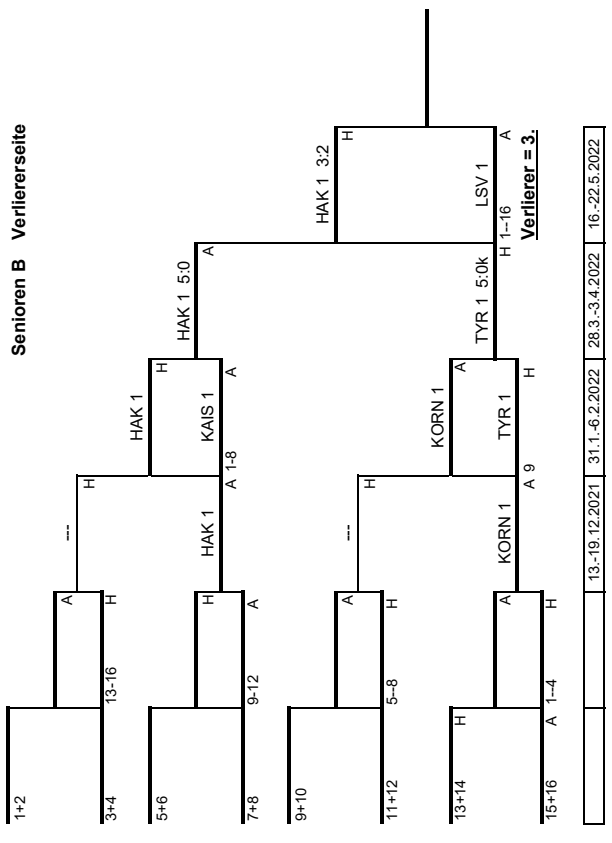 Senioren B Verliererseite
1+2
3+4
5+6
7+8
9+10
11+12
13+14
15+16
H
A
A
H
13-16
H
A
9-12
A
H
5--8
A
H
1--4
---
H
HAK 1
A
1-8
---
H
KORN 1
A
9
HAK 1
H
KAIS 1
A
KORN 1
A
TYR 1
H
HAK 1 5:0
A
TYR 1 5:0k
H
1--16
HAK 1 3:2
H
LSV 1
A
Verlierer = 3.
13.-19.12.2021
31.1.-6.2.2022
28.3.-3.4.2022
16.-22.5.2022